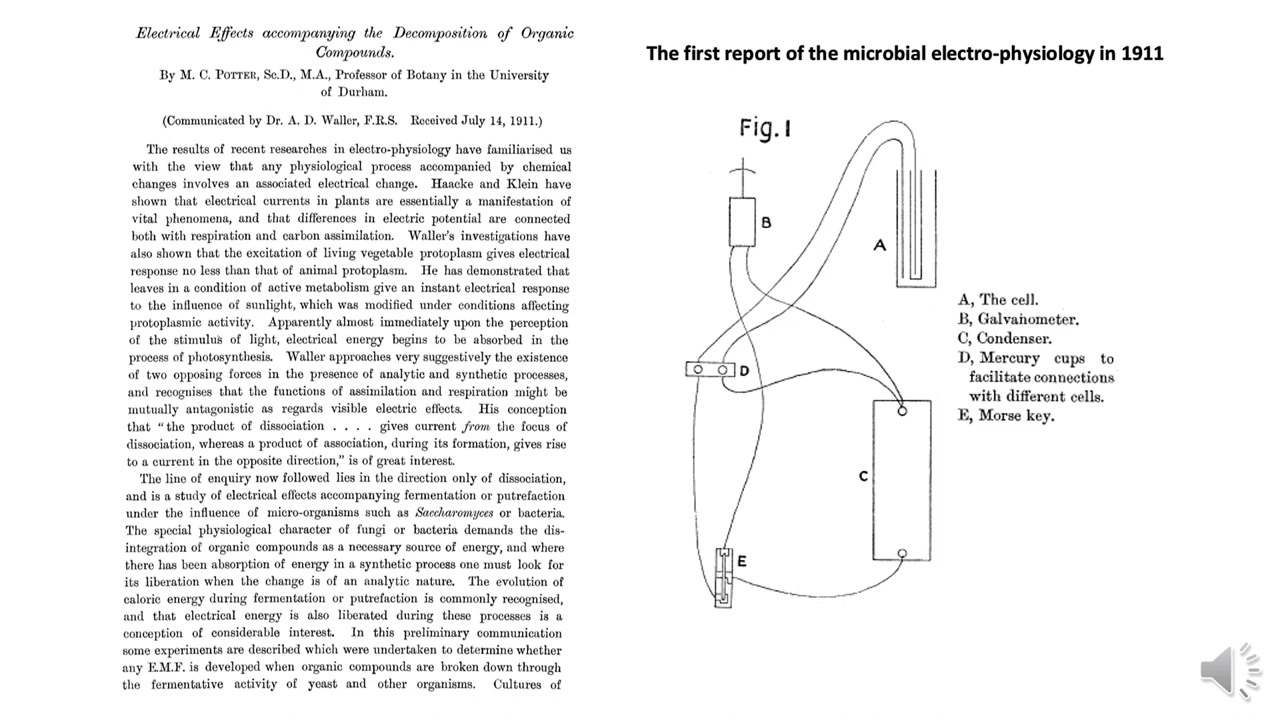 Electrical Effects accompanying the Decomposition of Organic
Compounds.
By M. C. POTTER, Sc.D., M.A., Professor of Botany in the University
of Durham.
(Communicated by Dr. A. D. Waller, F.R.S. Received July 14, 1911.)
The results of recent researches in electro-physiology have familiarised us
with the view that any physiological process accompanied by chemical
changes involves an associated electrical change. Haacke and Klein have
shown that electrical currents in plants are essentially a manifestation of
vital phenomena, and that differences in electric potential are connected
both with respiration and carbon assimilation. Waller's investigations have
also shown that the excitation of living vegetable protoplasm gives electrical
response no less than that of animal protoplasm. He has demonstrated that
leaves in a condition of active metabolism give an instant electrical response
to the influence of sunlight, which was modified under conditions affecting
protoplasmic activity. Apparently almost immediately upon the perception
of the stimulus of light, electrical energy begins to be absorbed in the
process of photosynthesis. Waller approaches very suggestively the existence
of two opposing forces in the presence of analytic and synthetic processes,
and recognises that the functions of assimilation and respiration might be
mutually antagonistic as regards visible electric effects. His conception
that "the product of dissociation . . . . gives current from the focus of
dissociation, whereas a product of association, during its formation, gives rise
to a current in the opposite direction," is of great interest.
The line of enquiry now followed lies in the direction only of dissociation,
and is a study of electrical effects accompanying fermentation or putrefaction
under the influence of micro-organisms such as Saccharomyces or bacteria.
The special physiological character of fungi or bacteria demands the dis-
integration of organic compounds as a necessary source of energy, and where
there has been absorption of energy in a synthetic process one must look for
its liberation when the change is of an analytic nature. The evolution of
caloric energy during fermentation or putrefaction is commonly recognised,
and that electrical energy is also liberated during these processes is a
conception of considerable interest. In this preliminary communication
some experiments are described which were undertaken to determine whether
any E.M.F. is developed when organic compounds are broken down through
the fermentative activity of yeast and other organisms. Cultures of
The first report of the microbial electro-physiology in 1911
Fig. 1
B
A
D
C
E
A, The cell.
B, Galvanometer.
C, Condenser.
D, Mercury cups to
facilitate connections
with different cells.
E, Morse key.